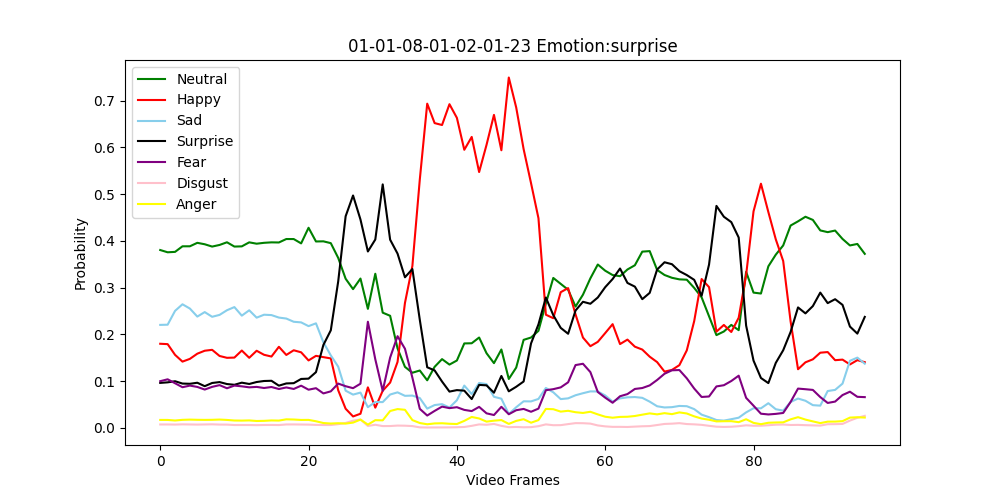 01-01-08-01-02-01-23 Emotion:surprise
Neutral
Happy
Sad
Surprise
Fear
Disgust
Anger
Probability
0.7
0.6
0.5
0.4
0.3
0.2
0.1
0.0
0 20 40 60 80
Video Frames